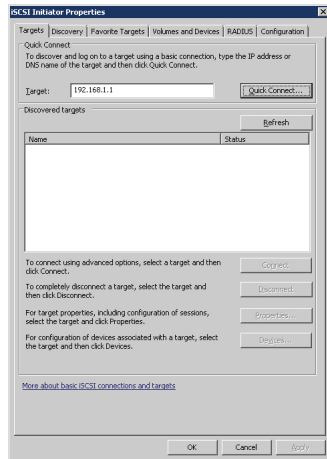 iSCSI Initiator Properties
Targets Discovery Favorite Targets Volumes and Devices RADIUS Configuration
Quick Connect
To discover and log on to a target using a basic connection, type the IP address or
DNS name of the target and then click Quick Connect.
Target: 192.168.1.1 Quick Connect...
Discovered targets
Refresh
Name Status
To connect using advanced options, select a target and then
click Connect.
Connect
To completely disconnect a target, select the target and
then click Disconnect.
Disconnect
For target properties, including configuration of sessions,
select the target and click Properties.
Properties...
For configuration of devices associated with a target, select
the target and then click Devices.
Devices...
More about basic iSCSI connections and targets
OK Cancel Apply